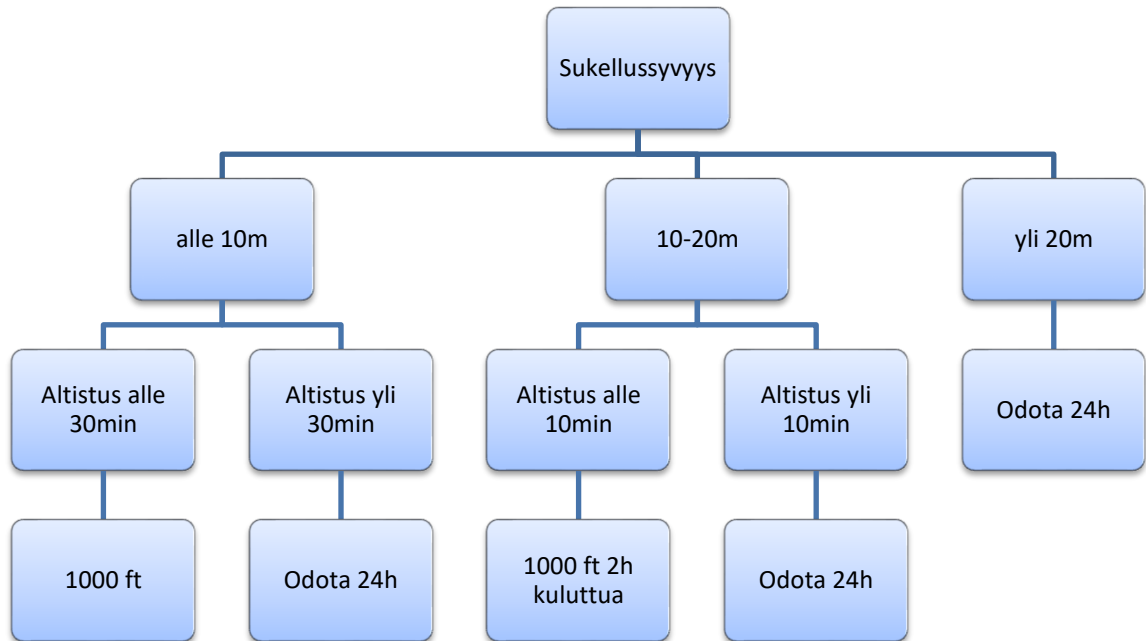 Sukellussyvyys
alle 10m
10-20m
yli 20m
Altistus alle
30min
Altistus yli
30min
Altistus alle
10min
Altistus yli
10min
Odota 24h
1000 ft
Odota 24h
1000 ft 2h
kuluttua
Odota 24h